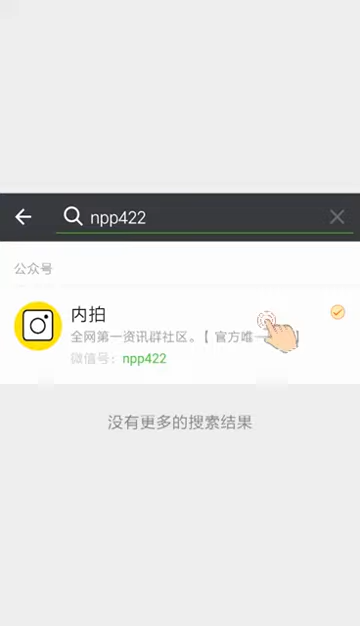 npp422
公众号
内拍
全网第一资讯群社区。【 官方唯一
微信号：npp422
没有更多的搜索结果